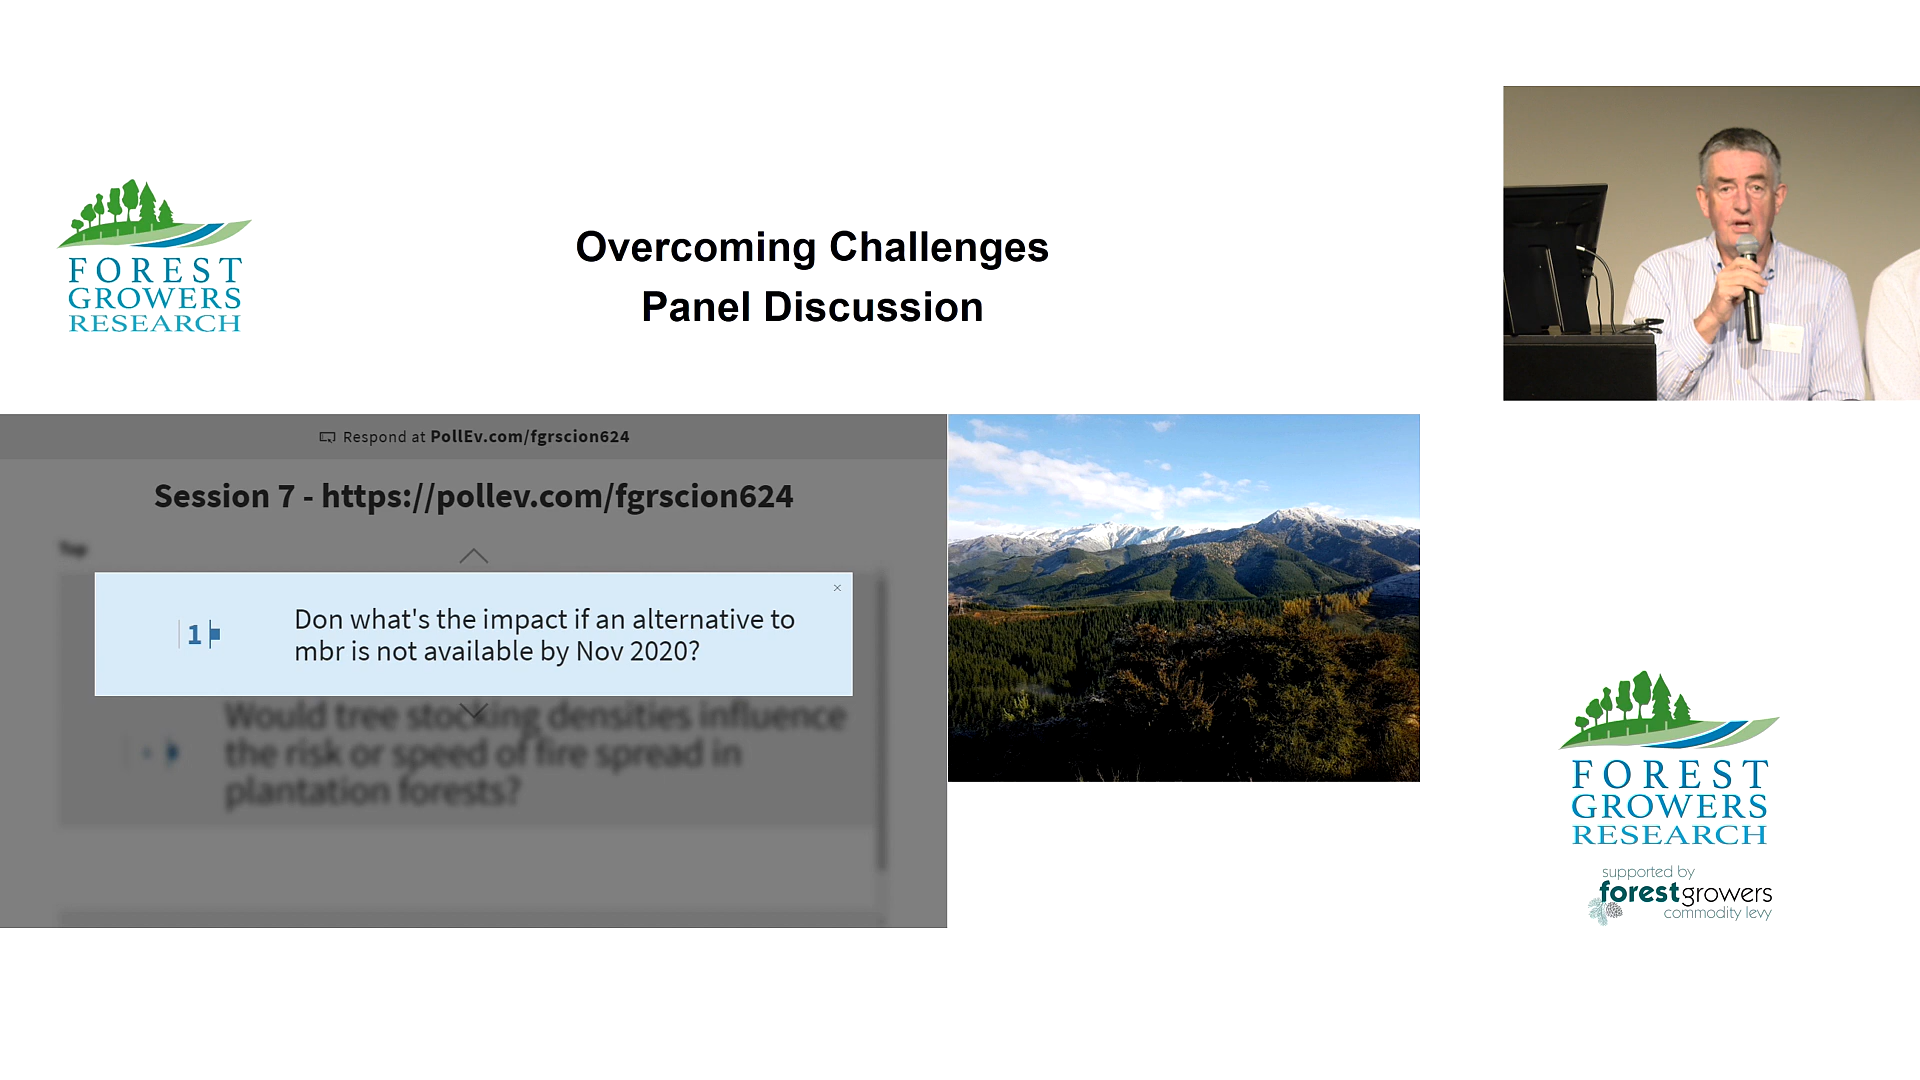 FOREST
GROWERS
RESEARCH
Overcoming Challenges
Panel Discussion
Respond at PollEv.com/fgrscion624
Session 7 - https://pollev.com/fgrscion624
Top
1
Don what's the impact if an alternative to
mbr is not available by Nov 2020?
Would tree stocking densities influence
the risk or speed of fire spread in
plantation forests?
FOREST
GROWERS
RESEARCH
supported by
forestgrowers
commodity levy